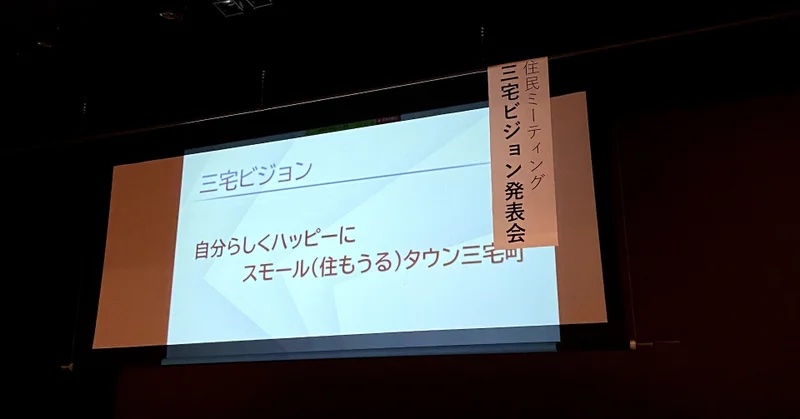 三宅ビジョン
自分らしくハッピーに
スモール(住もうる)タウン三宅町
住民ミーティング
三宅ビジョン発表会